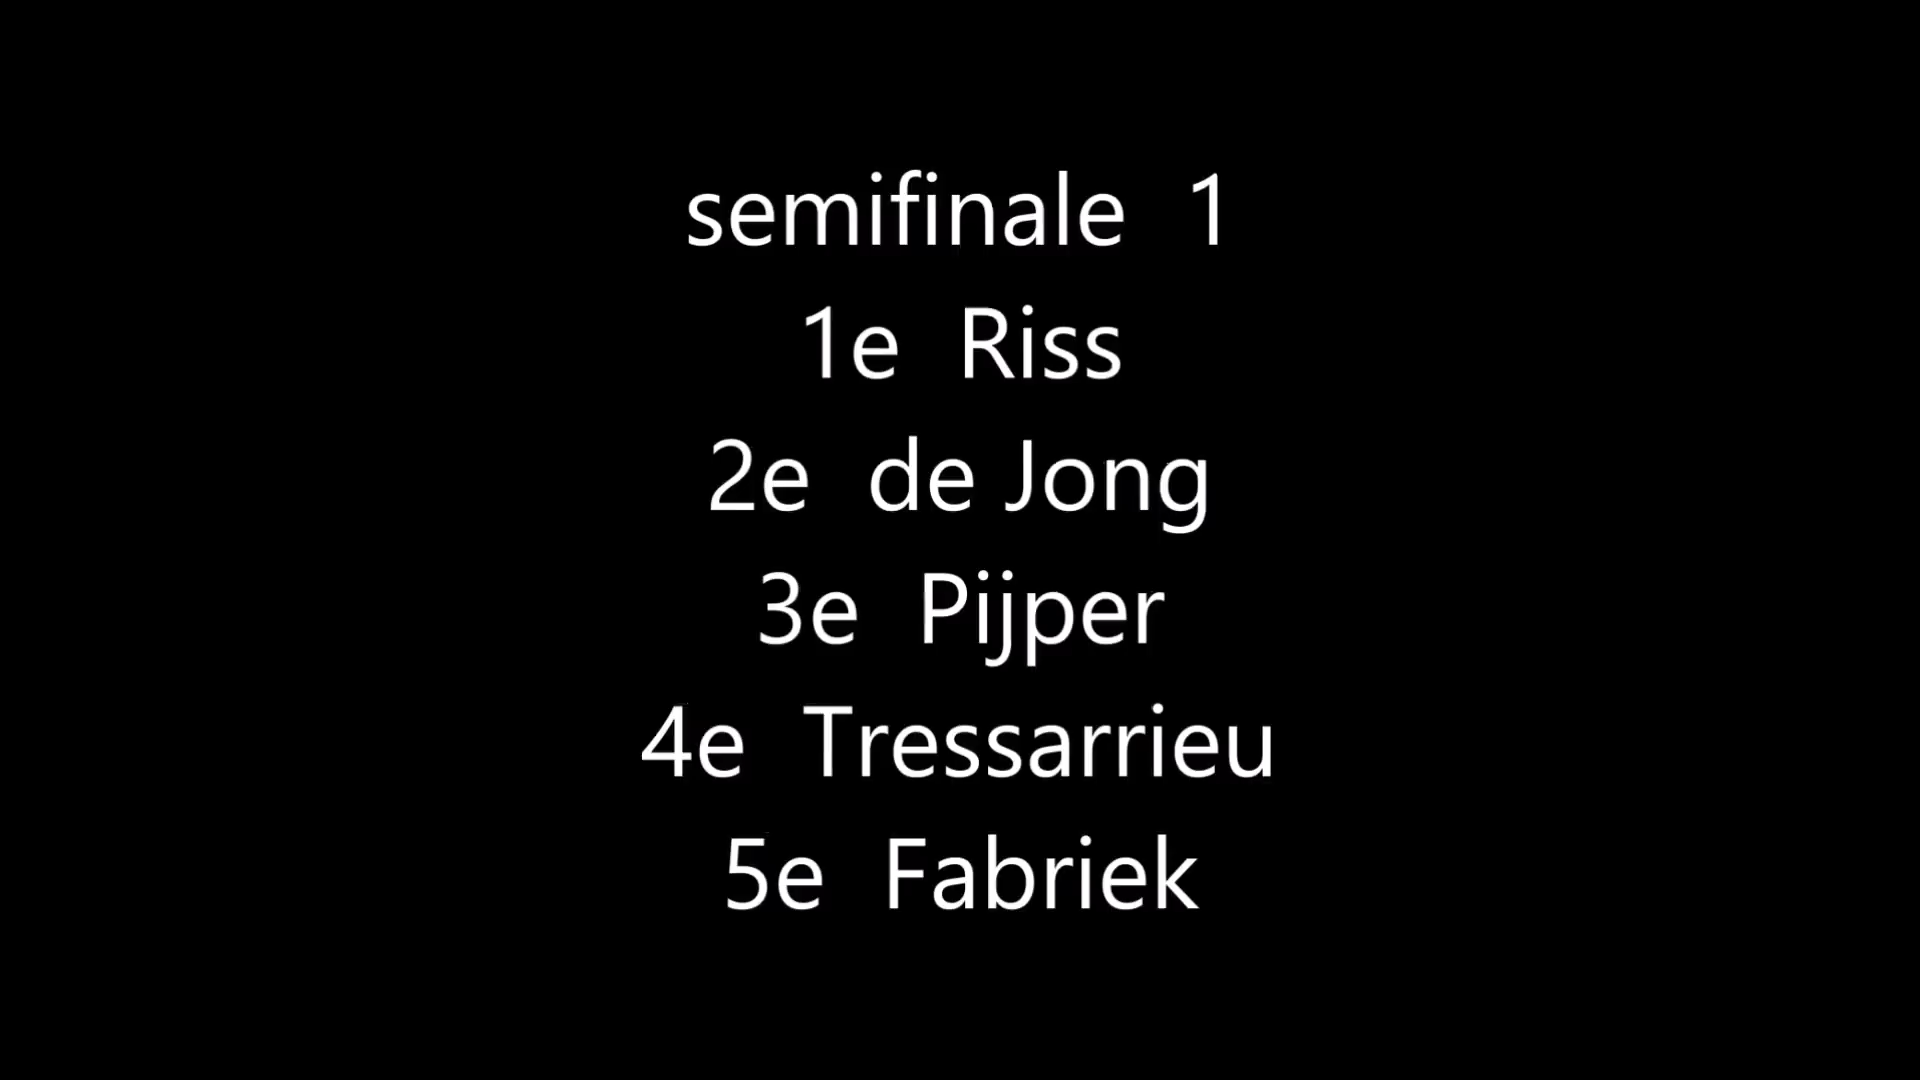 semifinale 1
1e Riss
2e de Jong
3e Pijper
4e Tressarrieu
5e Fabriek